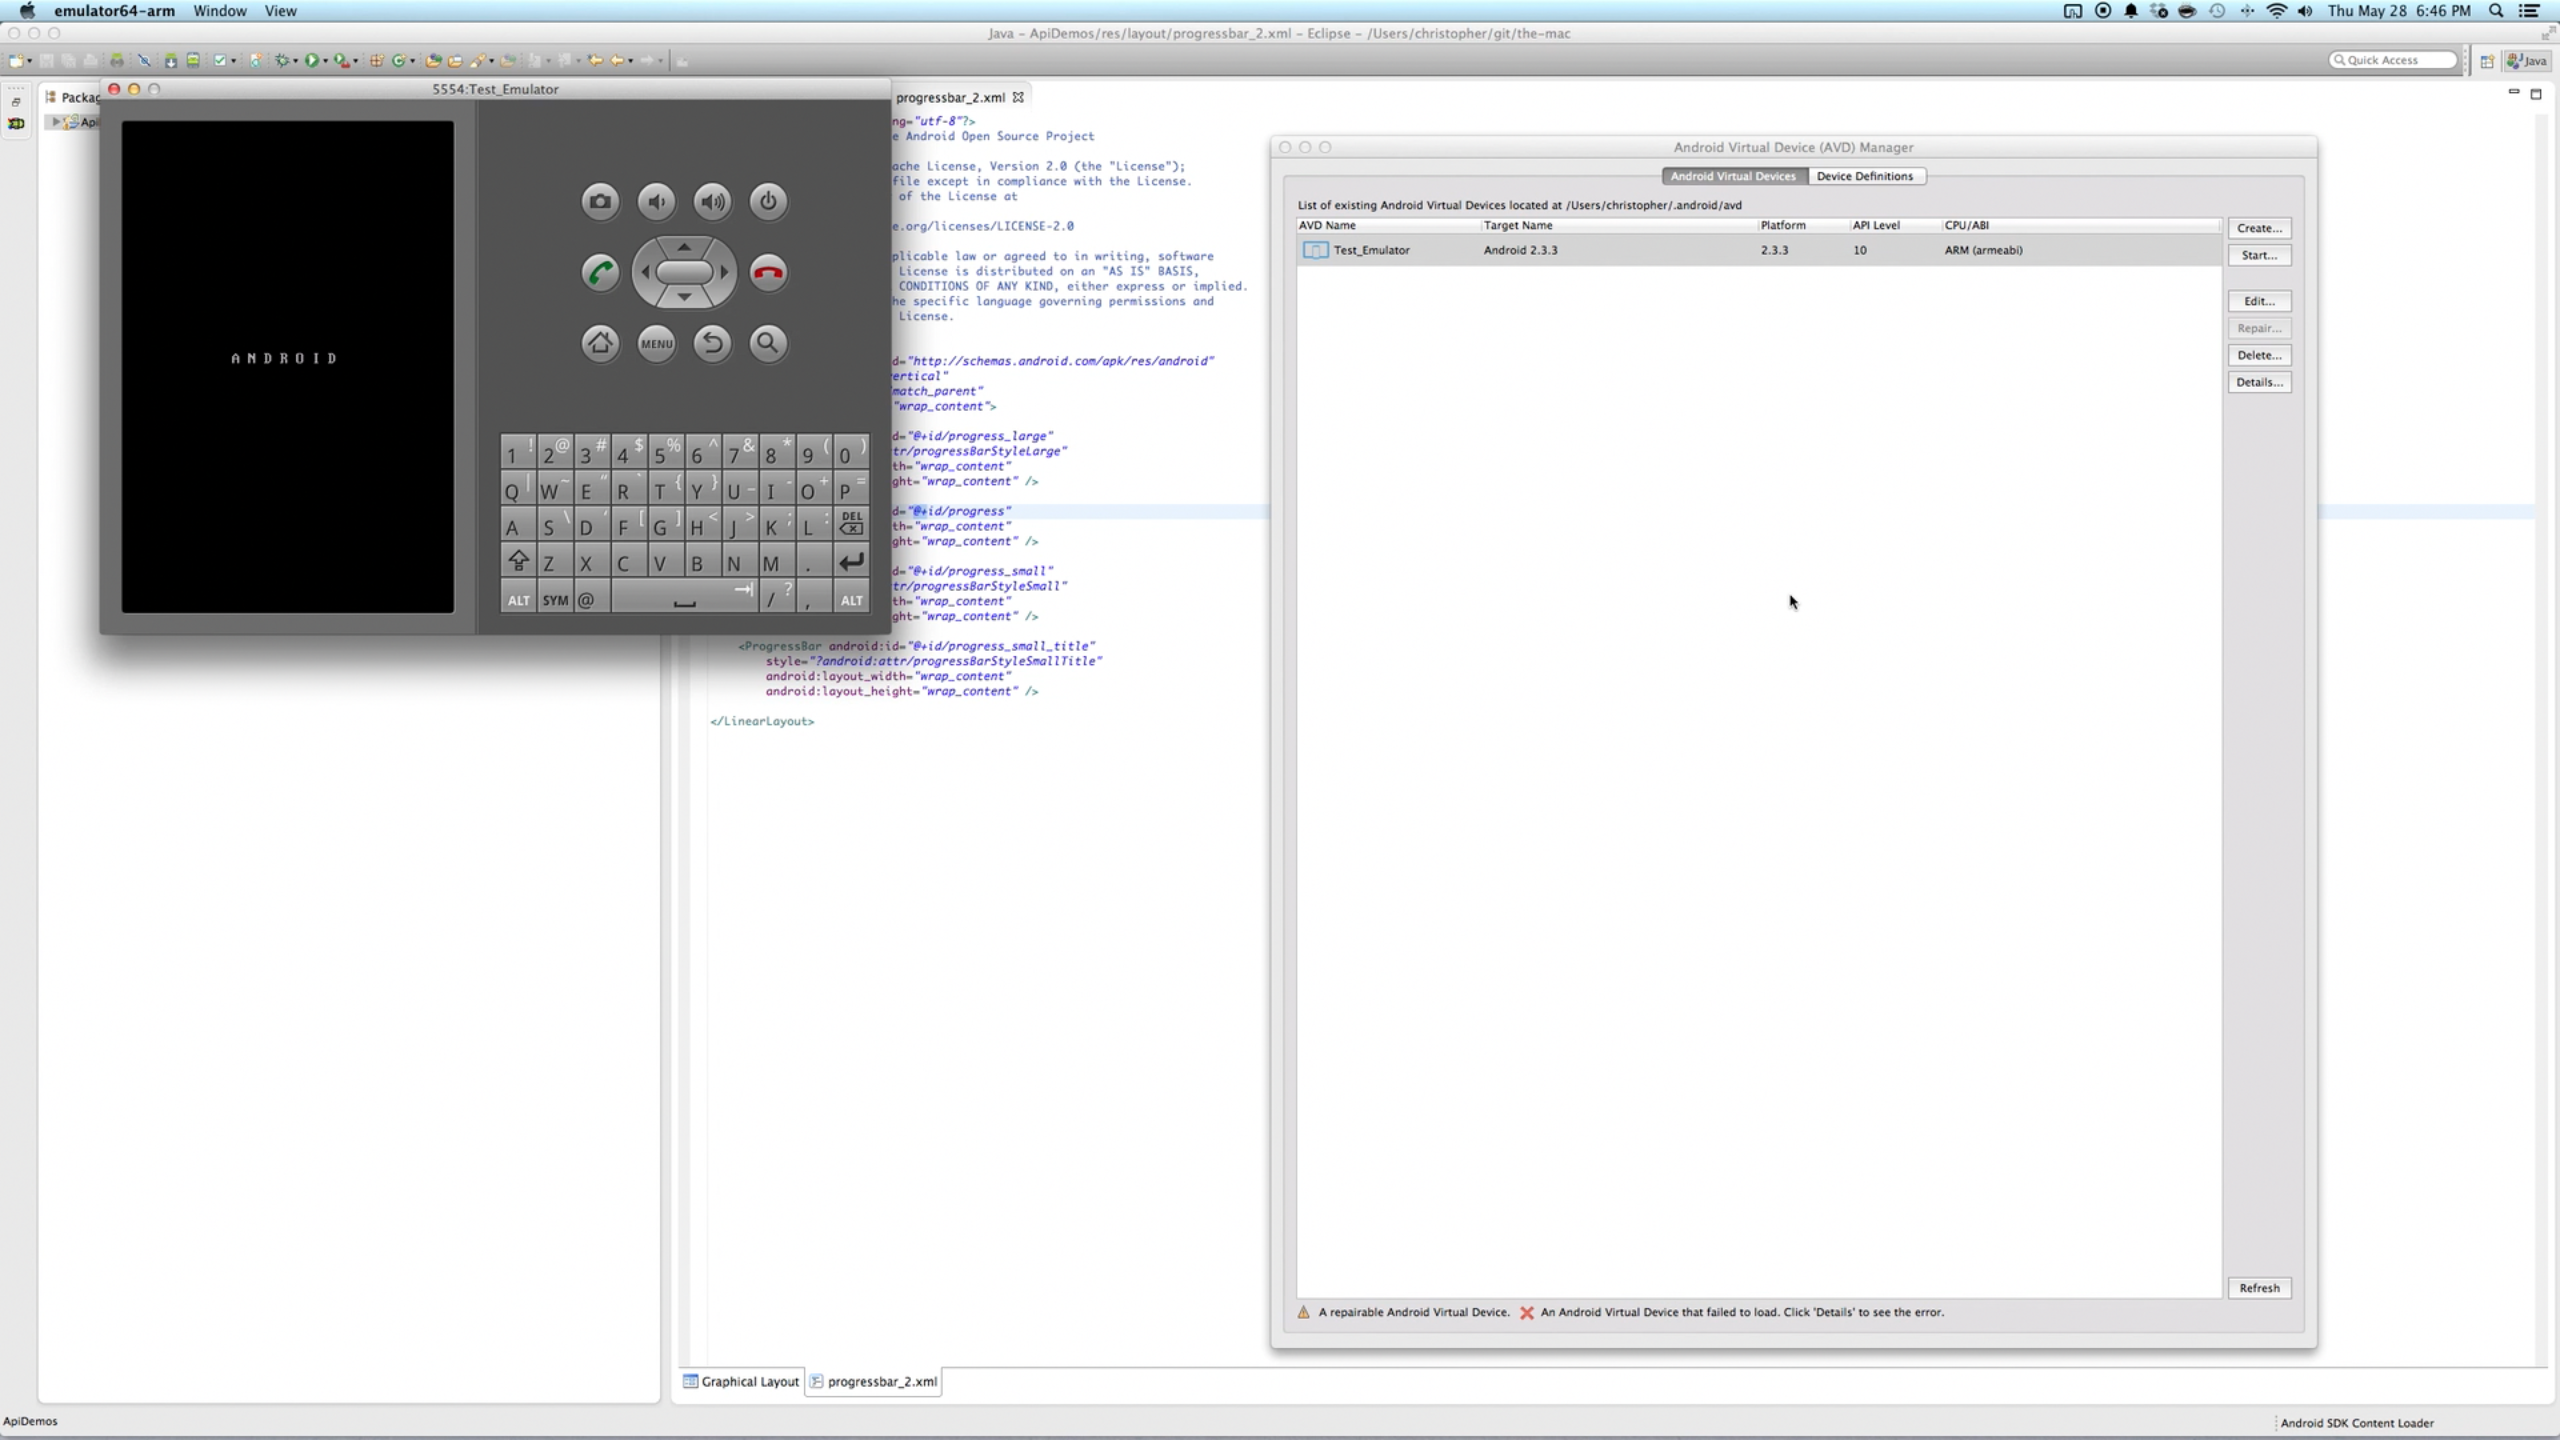 emulator64-arm Window View
Thu May 28 6:46 PM
Java - ApiDemos/res/layout/progressbar_2.xml - Eclipse - /Users/christopher/git/the-mac
Quick Access
Java
Packag
Api
5554:Test_Emulator
ANDROID
MENU
1 ! 2 @ 3 # 4 $ 5 % 6 ^ 7 & 8 * 9 ( 0 )
Q | W ~ E " R ` T { Y } U _ I - O + P =
A S \ D ' F [ G ] H < J > K ; L : DEL
Z X C V B N M .
ALT SYM @ / ? , ALT
progressbar_2.xml
ng="utf-8"?>
e Android Open Source Project
ache License, Version 2.0 (the "License");
file except in compliance with the License.
of the License at
e.org/licenses/LICENSE-2.0
plicable law or agreed to in writing, software
License is distributed on an "AS IS" BASIS,
CONDITIONS OF ANY KIND, either express or implied.
he specific language governing permissions and
License.
d="http://schemas.android.com/apk/res/android"
ertical"
match_parent"
"wrap_content">
d="@+id/progress_large"
tr/progressBarStyleLarge"
th="wrap_content"
ght="wrap_content" />
d="@+id/progress"
th="wrap_content"
ght="wrap_content" />
d="@+id/progress_small"
tr/progressBarStyleSmall"
th="wrap_content"
ght="wrap_content" />
<ProgressBar android:id="@+id/progress_small_title"
style="?android:attr/progressBarStyleSmallTitle"
android:layout_width="wrap_content"
android:layout_height="wrap_content" />
</LinearLayout>
Android Virtual Device (AVD) Manager
Android Virtual Devices Device Definitions
List of existing Android Virtual Devices located at /Users/christopher/.android/avd
AVD Name Target Name Platform API Level CPU/ABI
Test_Emulator Android 2.3.3 2.3.3 10 ARM (armeabi)
Create...
Start...
Edit...
Repair...
Delete...
Details...
Refresh
A repairable Android Virtual Device. An Android Virtual Device that failed to load. Click 'Details' to see the error.
Graphical Layout progressbar_2.xml
ApiDemos
Android SDK Content Loader